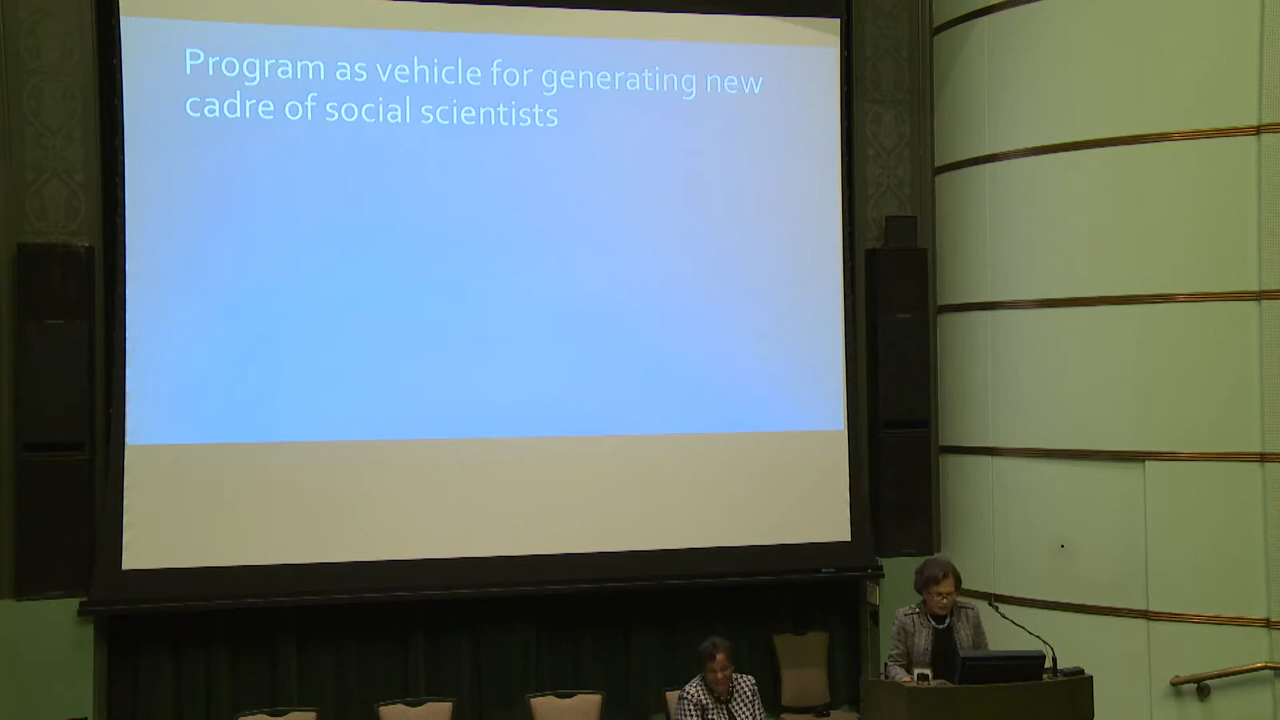 Program as vehicle for generating new
cadre of social scientists